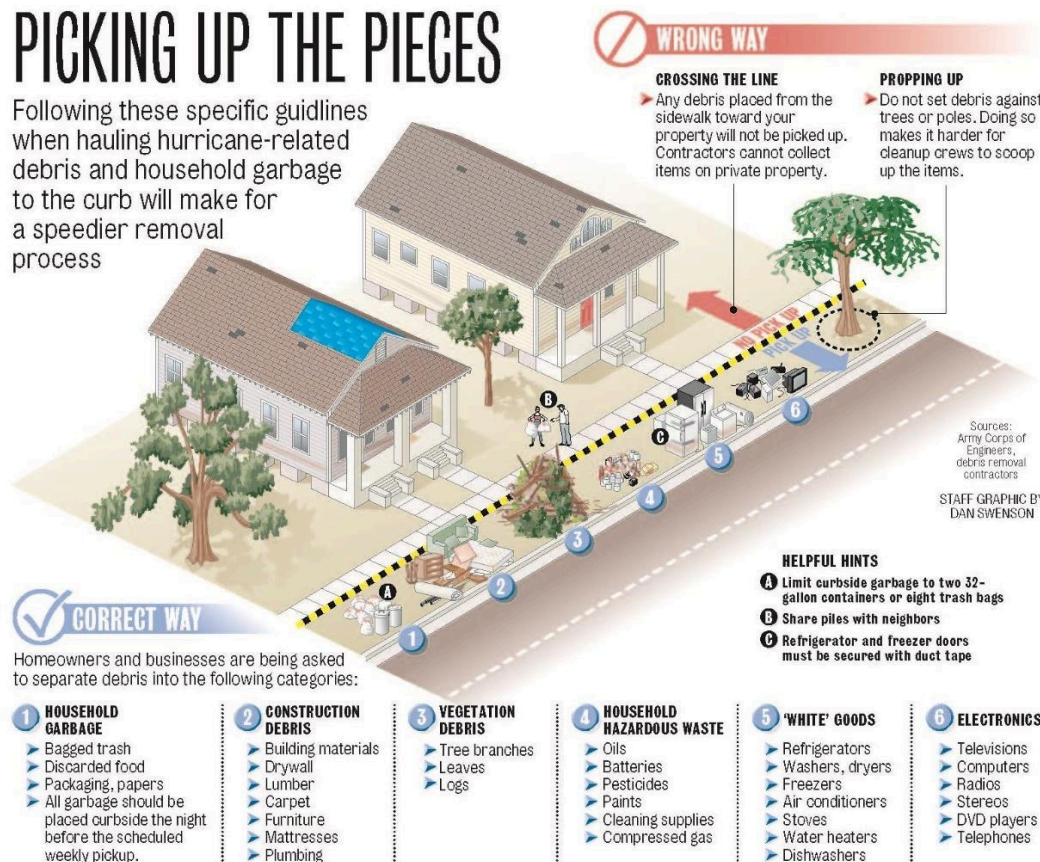 PICKING UP THE PIECES
Following these specific guidlines
when hauling hurricane-related
debris and household garbage
to the curb will make for
a speedier removal
process
WRONG WAY
CROSSING THE LINE
Any debris placed from the
sidewalk toward your
property will not be picked up.
Contractors cannot collect
items on private property.
PROPPING UP
Do not set debris against
trees or poles. Doing so
makes it harder for
cleanup crews to scoop
up the items.
NO PICK UP
PICK UP
B
C
A
6
5
4
3
2
1
Sources:
Army Corps of
Engineers,
debris removal
contractors
STAFF GRAPHIC BY
DAN SWENSON
HELPFUL HINTS
A Limit curbside garbage to two 32-
gallon containers or eight trash bags
B Share piles with neighbors
C Refrigerator and freezer doors
must be secured with duct tape
CORRECT WAY
Homeowners and businesses are being asked
to separate debris into the following categories:
1 HOUSEHOLD
GARBAGE
Bagged trash
Discarded food
Packaging, papers
All garbage should be
placed curbside the night
before the scheduled
weekly pickup.
2 CONSTRUCTION
DEBRIS
Building materials
Drywall
Lumber
Carpet
Furniture
Mattresses
Plumbing
3 VEGETATION
DEBRIS
Tree branches
Leaves
Logs
4 HOUSEHOLD
HAZARDOUS WASTE
Oils
Batteries
Pesticides
Paints
Cleaning supplies
Compressed gas
5 'WHITE' GOODS
Refrigerators
Washers, dryers
Freezers
Air conditioners
Stoves
Water heaters
Dishwashers
6 ELECTRONICS
Televisions
Computers
Radios
Stereos
DVD players
Telephones